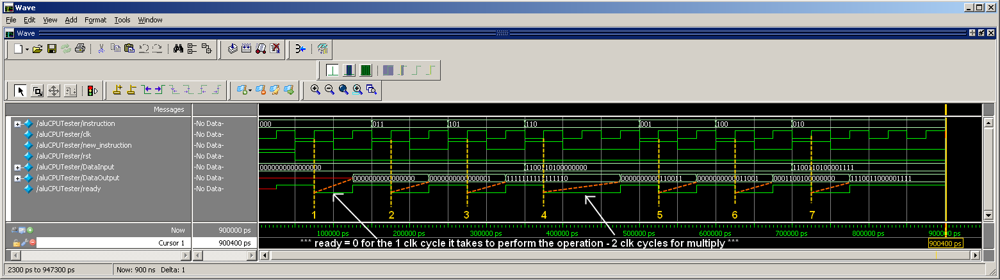 Wave
File Edit View Add Format Tools Window
Wave
Messages
/aluCPUTester/instruction -No Data- 000 011 101 110 001 100 010
/aluCPUTester/clk -No Data-
/aluCPUTester/new_instruction -No Data-
/aluCPUTester/rst -No Data-
/aluCPUTester/DataInput -No Data- 0000000000000000 1100110100000000 1100110100001111
/aluCPUTester/DataOutput -No Data- 0000000000000000 0000000000000001 1111111111111110 0000000001100011 0000000000011001 0001100110100000 1110011000001111
/aluCPUTester/ready -No Data-
1 2 3 4 5 6 7
Now 900000 ps 100000 ps 200000 ps 300000 ps 400000 ps 500000 ps 600000 ps 700000 ps 800000 ps
Cursor 1 900400 ps *** ready = 0 for the 1 clk cycle it takes to perform the operation - 2 clk cycles for multiply *** 900400 ps
2300 ps to 947300 ps Now: 900 ns Delta: 1